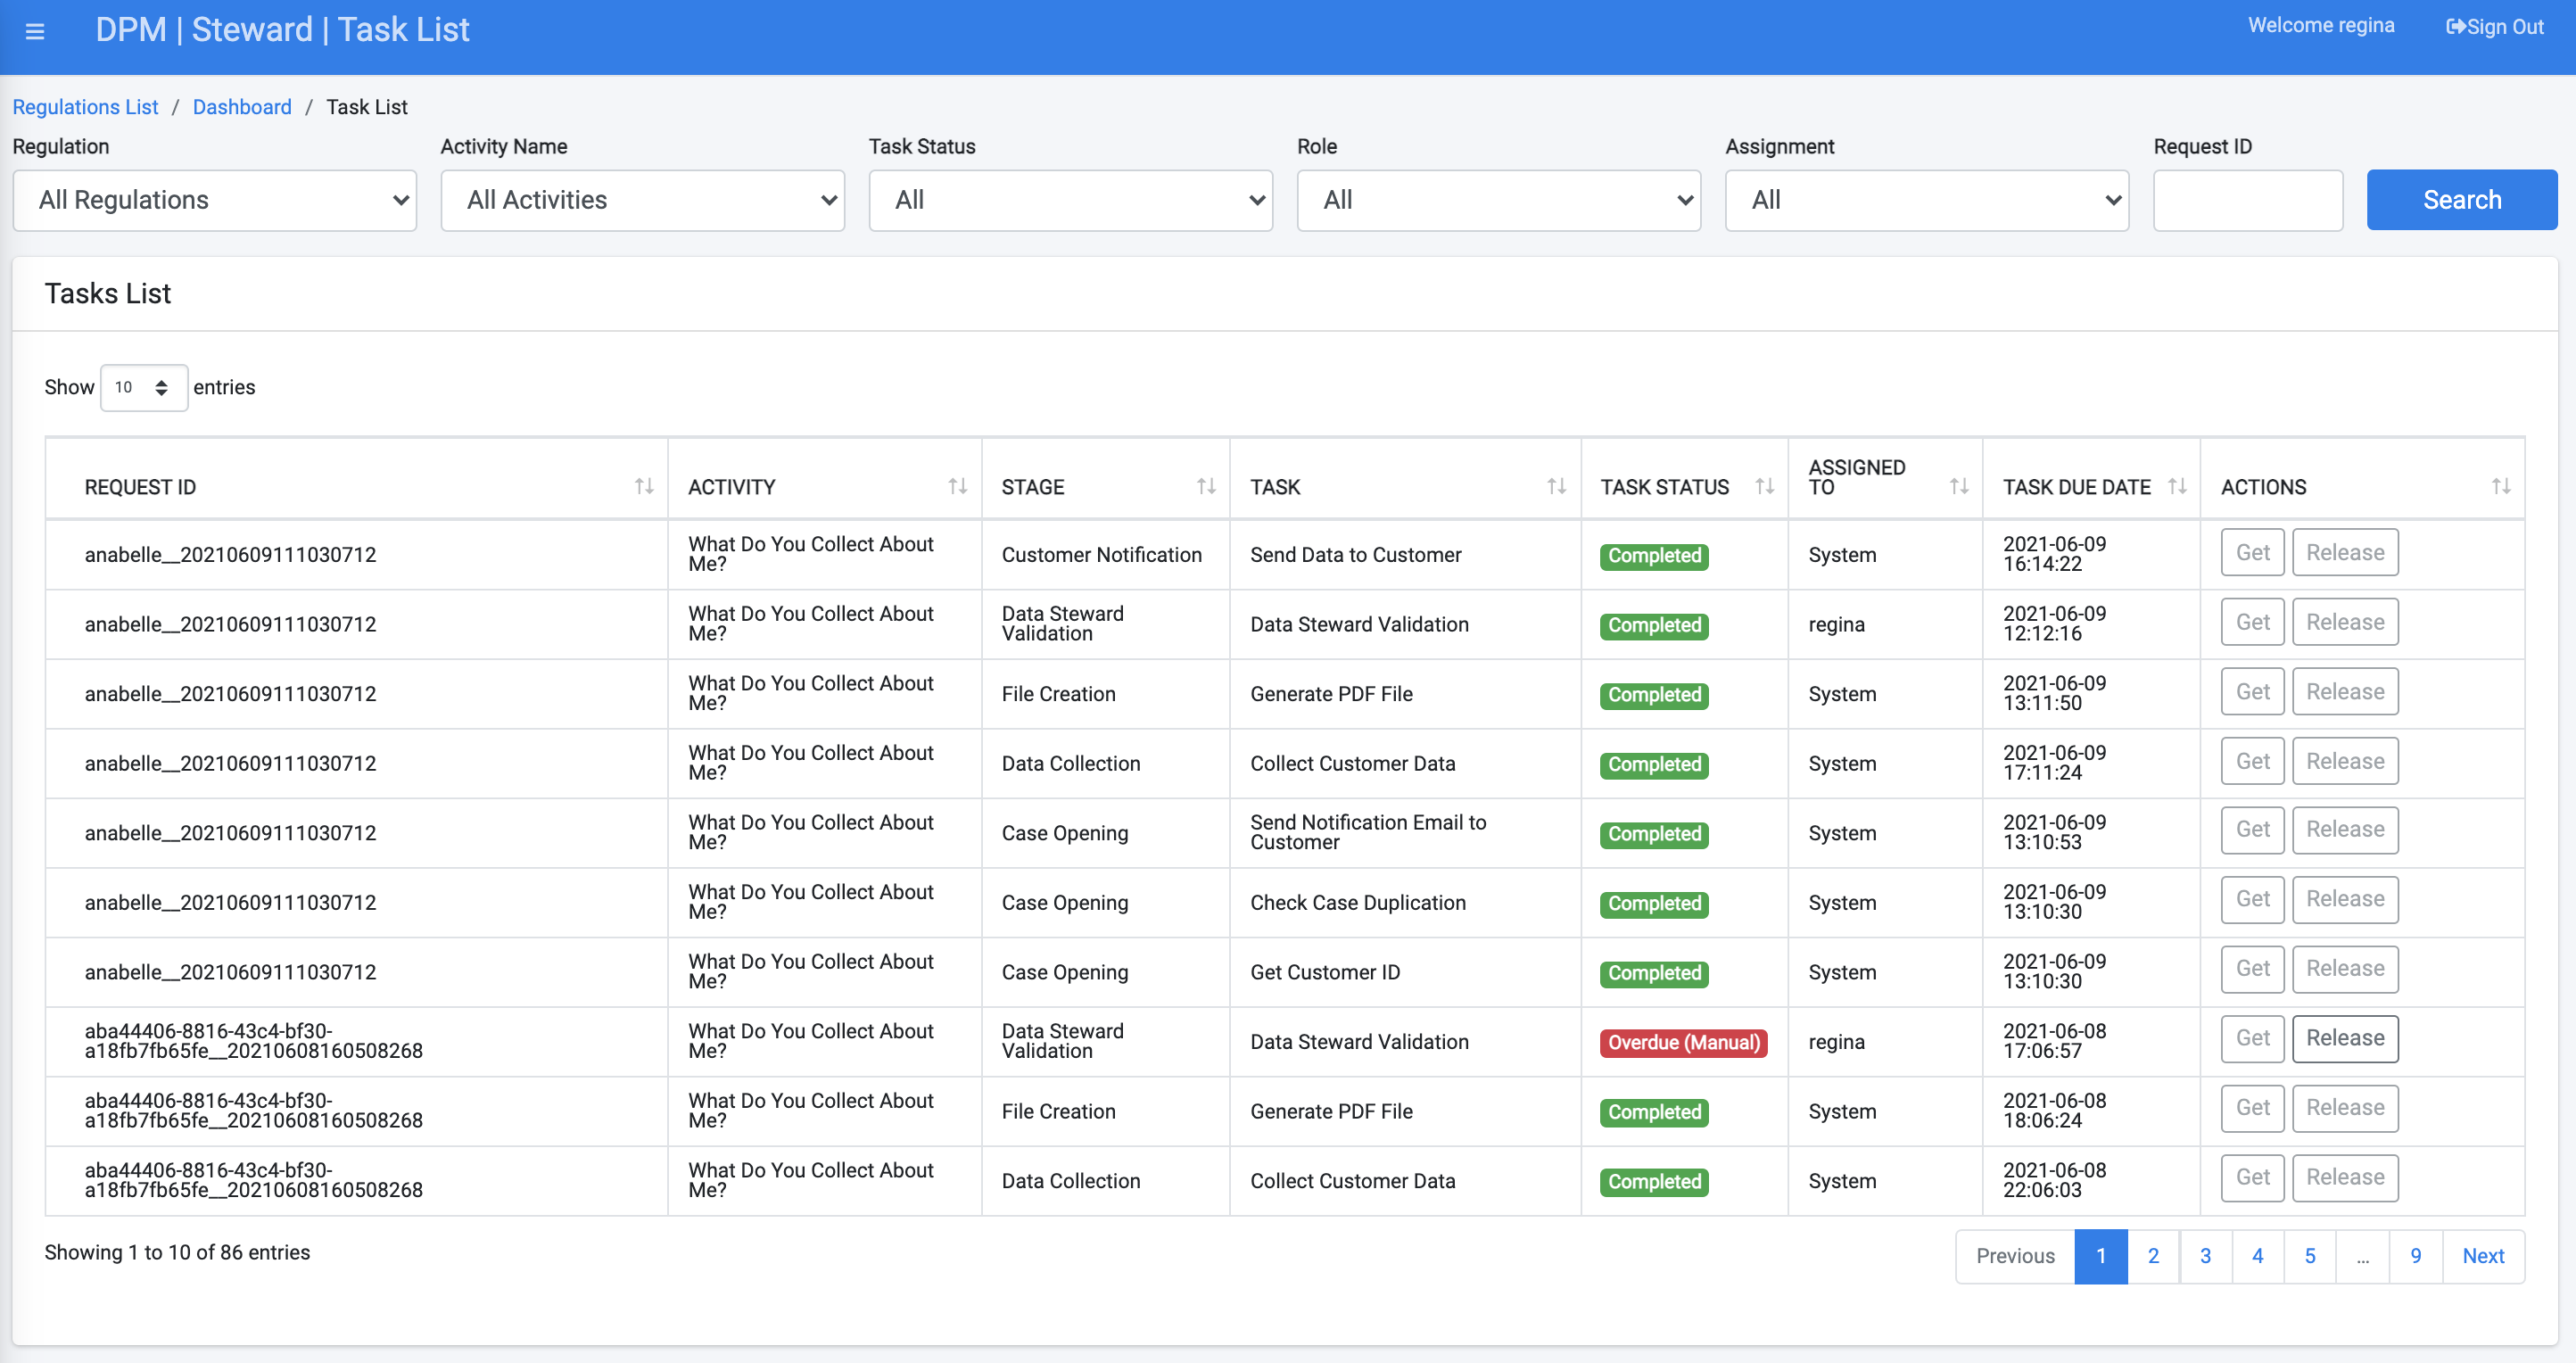 DPM | Steward | Task List
Welcome regina
Sign Out
Regulations List / Dashboard / Task List
Regulation
Activity Name
Task Status
Role
Assignment
Request ID
All Regulations
All Activities
All
All
All
Search
Tasks List
Show 10 entries
REQUEST ID
ACTIVITY
STAGE
TASK
TASK STATUS
ASSIGNED
TO
TASK DUE DATE
ACTIONS
anabelle__20210609111030712
What Do You Collect About
Me?
Customer Notification
Send Data to Customer
Completed
System
2021-06-09
16:14:22
Get
Release
anabelle__20210609111030712
What Do You Collect About
Me?
Data Steward
Validation
Data Steward Validation
Completed
regina
2021-06-09
12:12:16
Get
Release
anabelle__20210609111030712
What Do You Collect About
Me?
File Creation
Generate PDF File
Completed
System
2021-06-09
13:11:50
Get
Release
anabelle__20210609111030712
What Do You Collect About
Me?
Data Collection
Collect Customer Data
Completed
System
2021-06-09
17:11:24
Get
Release
anabelle__20210609111030712
What Do You Collect About
Me?
Case Opening
Send Notification Email to
Customer
Completed
System
2021-06-09
13:10:53
Get
Release
anabelle__20210609111030712
What Do You Collect About
Me?
Case Opening
Check Case Duplication
Completed
System
2021-06-09
13:10:30
Get
Release
anabelle__20210609111030712
What Do You Collect About
Me?
Case Opening
Get Customer ID
Completed
System
2021-06-09
13:10:30
Get
Release
aba44406-8816-43c4-bf30-
a18fb7fb65fe__20210608160508268
What Do You Collect About
Me?
Data Steward
Validation
Data Steward Validation
Overdue (Manual)
regina
2021-06-08
17:06:57
Get
Release
aba44406-8816-43c4-bf30-
a18fb7fb65fe__20210608160508268
What Do You Collect About
Me?
File Creation
Generate PDF File
Completed
System
2021-06-08
18:06:24
Get
Release
aba44406-8816-43c4-bf30-
a18fb7fb65fe__20210608160508268
What Do You Collect About
Me?
Data Collection
Collect Customer Data
Completed
System
2021-06-08
22:06:03
Get
Release
Showing 1 to 10 of 86 entries
Previous 1 2 3 4 5 ... 9 Next